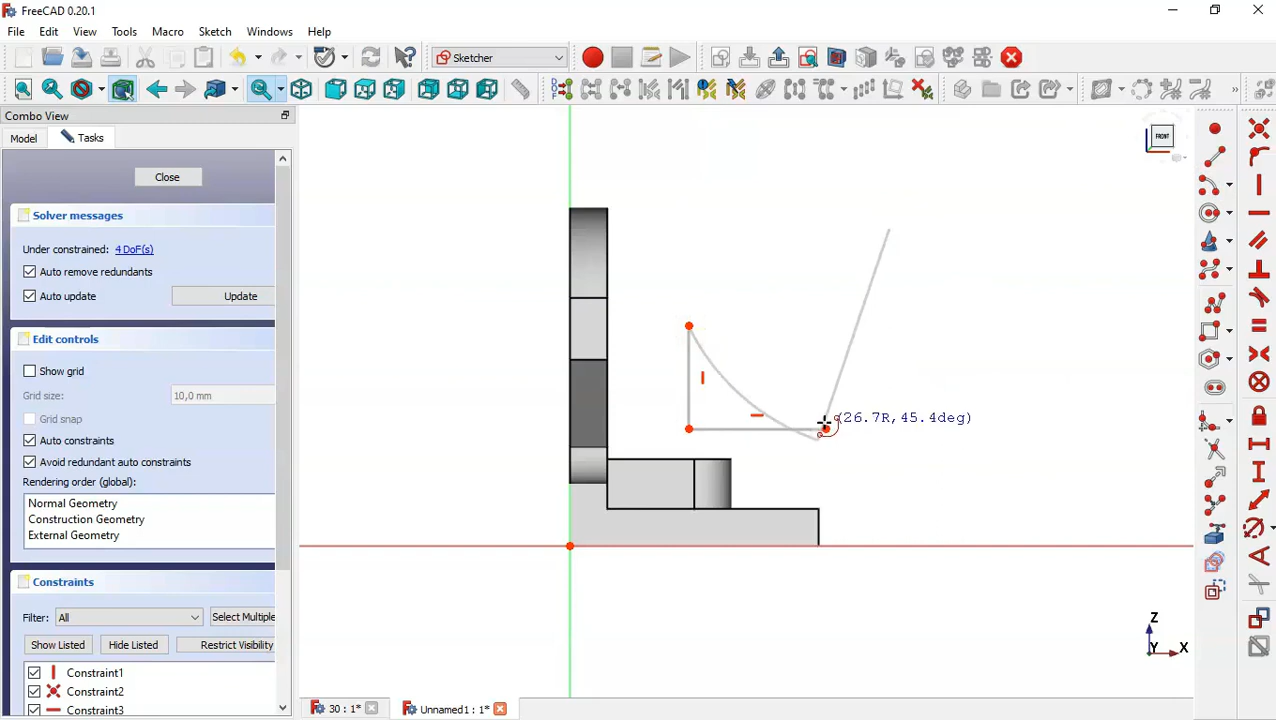 FreeCAD 0.20.1
File Edit View Tools Macro Sketch Windows Help
Sketcher
Combo View
Model Tasks
Close
Solver messages
Under constrained: 4 DoF(s)
Auto remove redundants
Auto update Update
Edit controls
Show grid
Grid size: 10,0 mm
Grid snap
Auto constraints
Avoid redundant auto constraints
Rendering order (global):
Normal Geometry
Construction Geometry
External Geometry
Constraints
Filter: All Select Multiple
Show Listed Hide Listed Restrict Visibility
Constraint1
Constraint2
Constraint3
FRONT
(26.7R,45.4deg)
Z
Y X
30 : 1* Unnamed1 : 1*